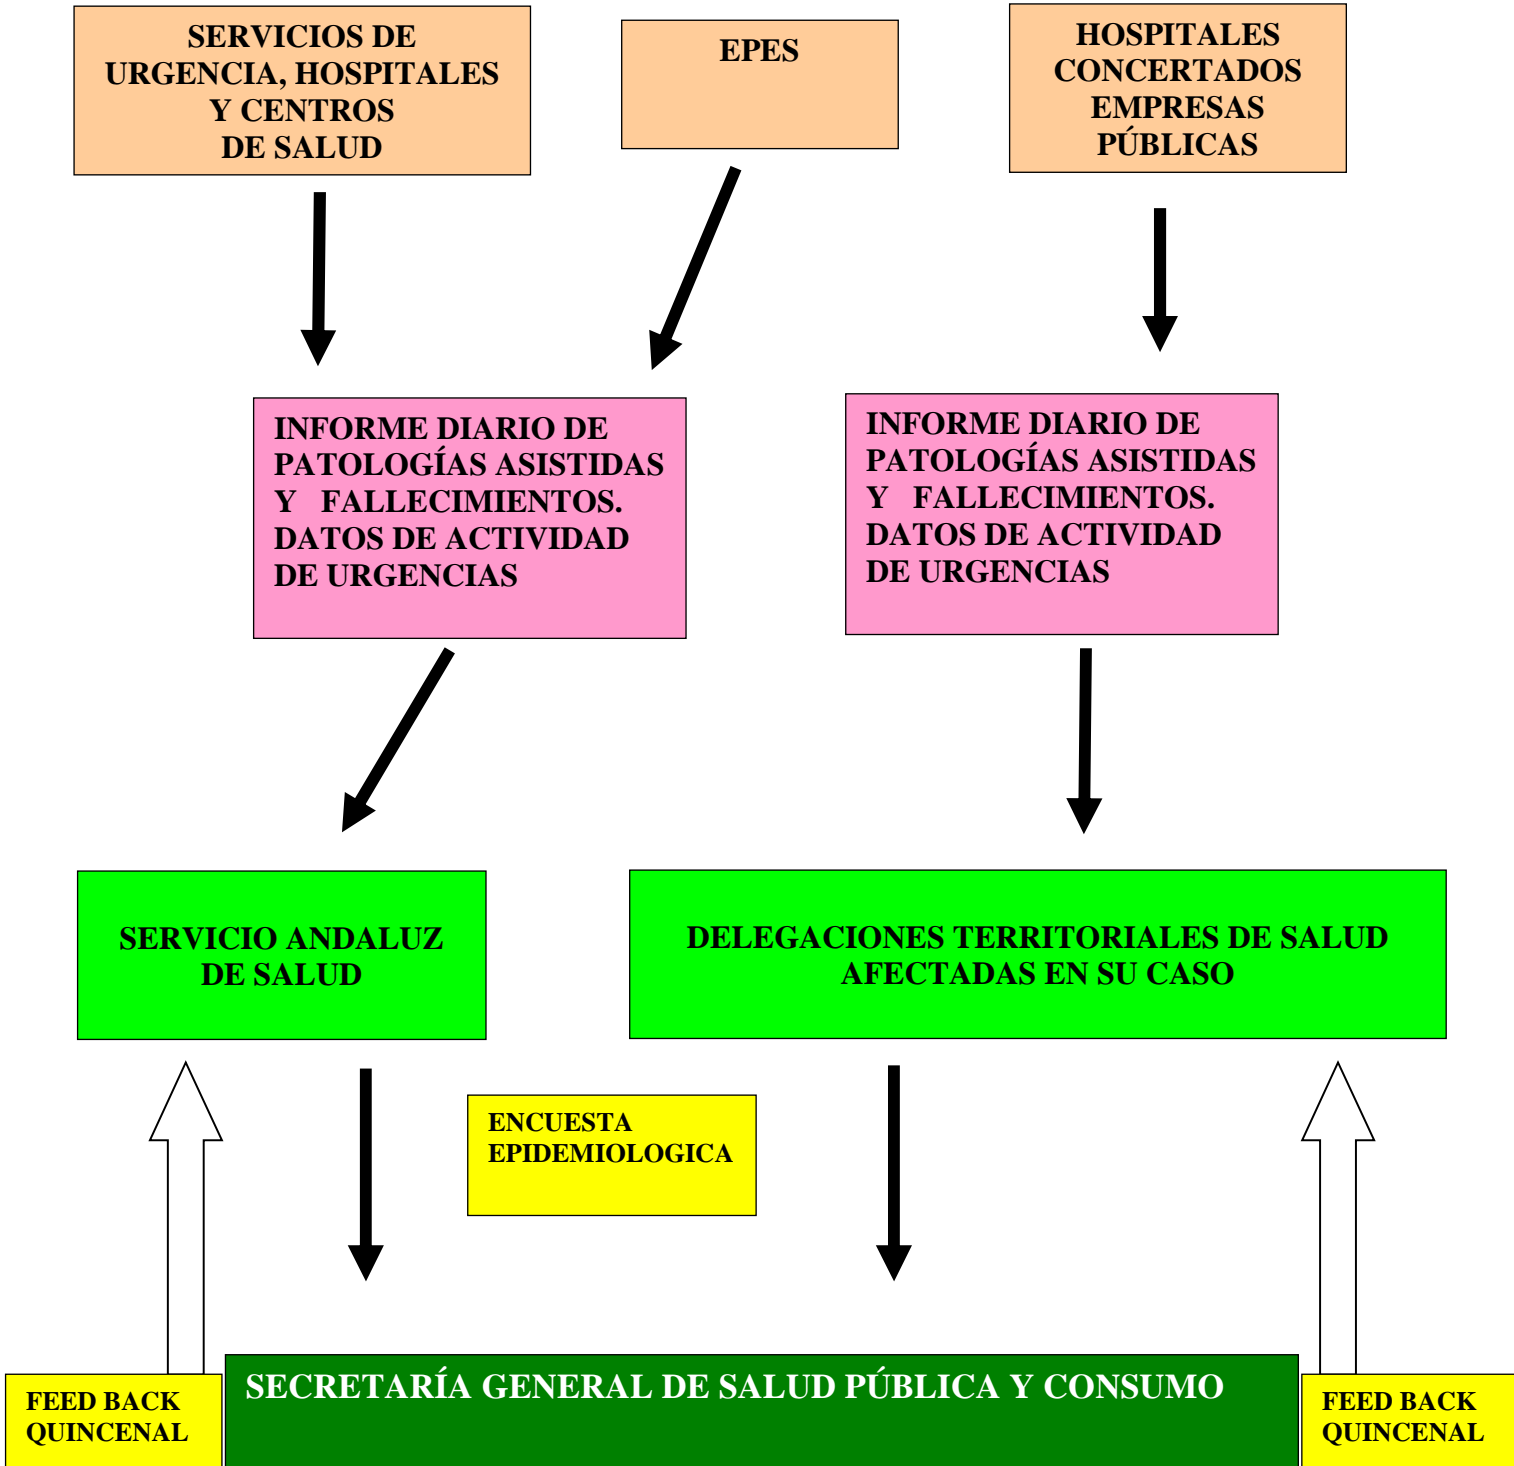 SERVICIOS DE
URGENCIA, HOSPITALES
Y CENTROS
DE SALUD
EPES
HOSPITALES
CONCERTADOS
EMPRESAS
PÚBLICAS
INFORME DIARIO DE
PATOLOGÍAS ASISTIDAS
Y FALLECIMIENTOS.
DATOS DE ACTIVIDAD
DE URGENCIAS
INFORME DIARIO DE
PATOLOGÍAS ASISTIDAS
Y FALLECIMIENTOS.
DATOS DE ACTIVIDAD
DE URGENCIAS
SERVICIO ANDALUZ
DE SALUD
DELEGACIONES TERRITORIALES DE SALUD
AFECTADAS EN SU CASO
ENCUESTA
EPIDEMIOLOGICA
FEED BACK
QUINCENAL
SECRETARÍA GENERAL DE SALUD PÚBLICA Y CONSUMO
FEED BACK
QUINCENAL